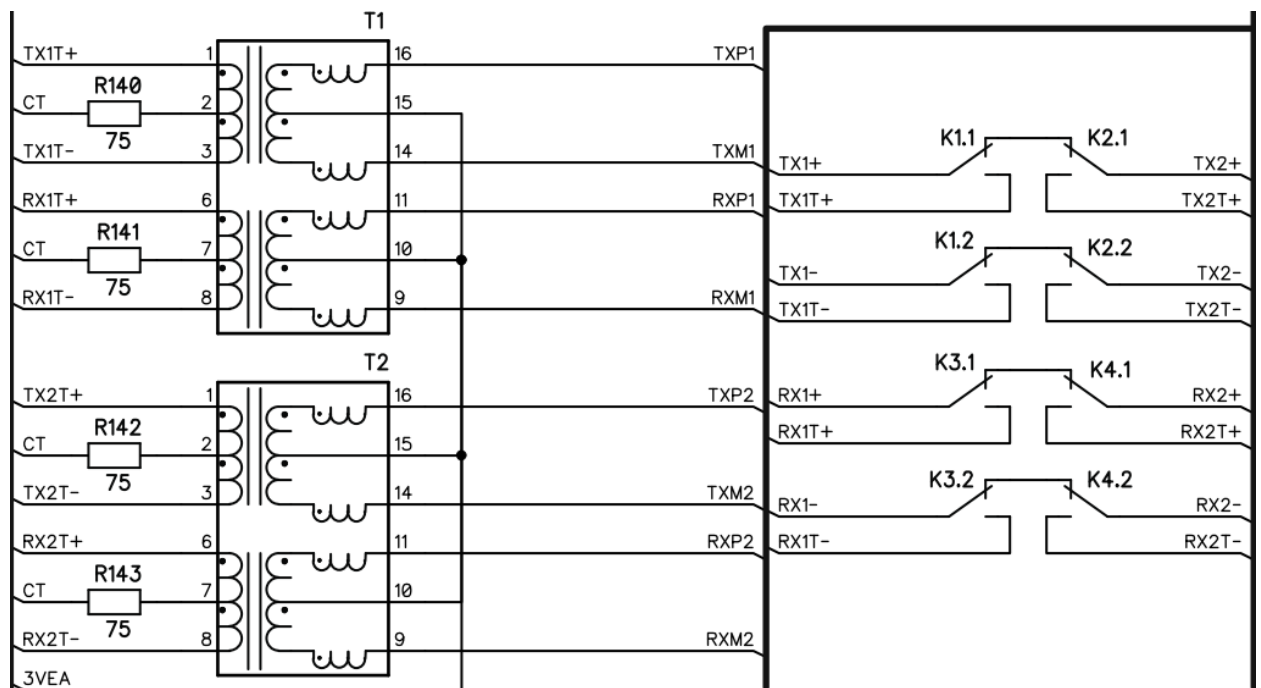 T1
TX1T+ 1 16 TXP1
R140
CT 2 15
75
TX1T- 3 14 TXM1
RX1T+ 6 11 RXP1
R141
CT 7 10
75
RX1T- 8 9 RXM1
T2
TX2T+ 1 16 TXP2
R142
CT 2 15
75
TX2T- 3 14 TXM2
RX2T+ 6 11 RXP2
R143
CT 7 10
75
RX2T- 8 9 RXM2
3VEA
K1.1 K2.1
TX1+ TX2+
TX1T+ TX2T+
K1.2 K2.2
TX1- TX2-
TX1T- TX2T-
K3.1 K4.1
RX1+ RX2+
RX1T+ RX2T+
K3.2 K4.2
RX1- RX2-
RX1T- RX2T-